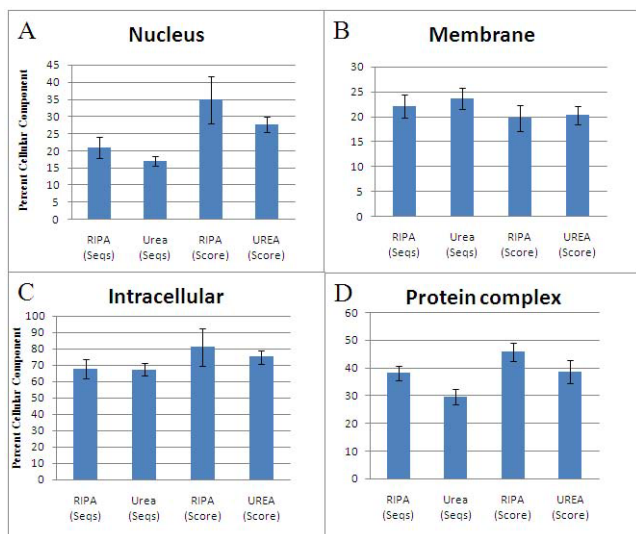 A
Nucleus
Percent Cellular Component
45
40
35
30
25
20
15
10
5
0
RIPA Urea RIPA UREA
(Seqs) (Seqs) (Score) (Score)
B
Membrane
30
25
20
15
10
5
0
RIPA Urea RIPA UREA
(Seqs) (Seqs) (Score) (Score)
C
Intracellular
Percent Cellular Component
100
90
80
70
60
50
40
30
20
10
0
RIPA Urea RIPA UREA
(Seqs) (Seqs) (Score) (Score)
D
Protein complex
60
50
40
30
20
10
0
RIPA Urea RIPA UREA
(Seqs) (Seqs) (Score) (Score)